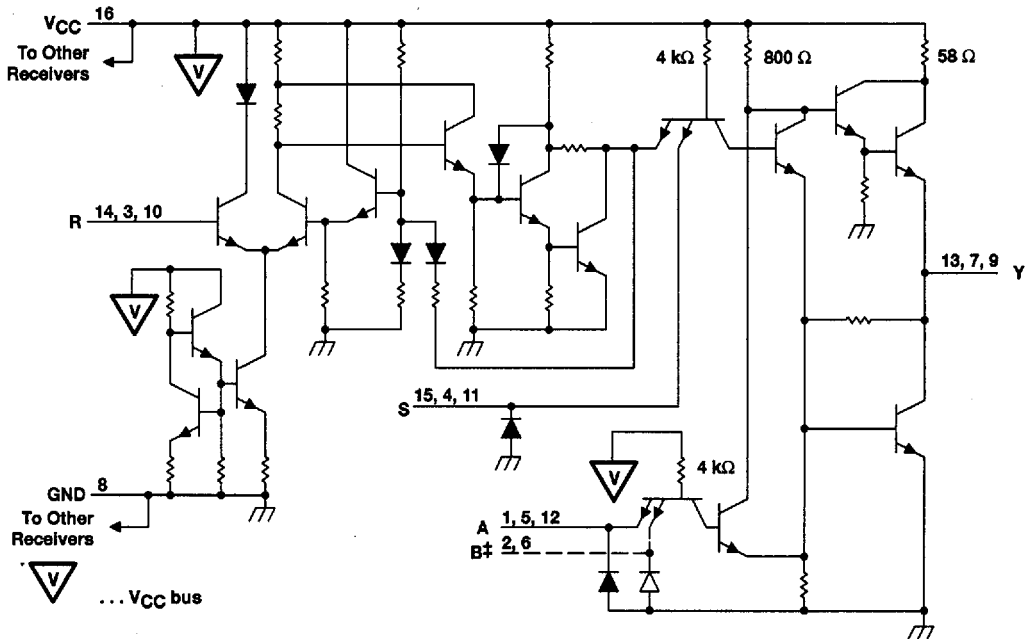 VCC 16
To Other
Receivers
V
4 kΩ
800 Ω
58 Ω
R 14, 3, 10
V
13, 7, 9 Y
S 15, 4, 11
V
4 kΩ
GND 8
To Other
Receivers
A 1, 5, 12
B‡ 2, 6
V
...VCC bus